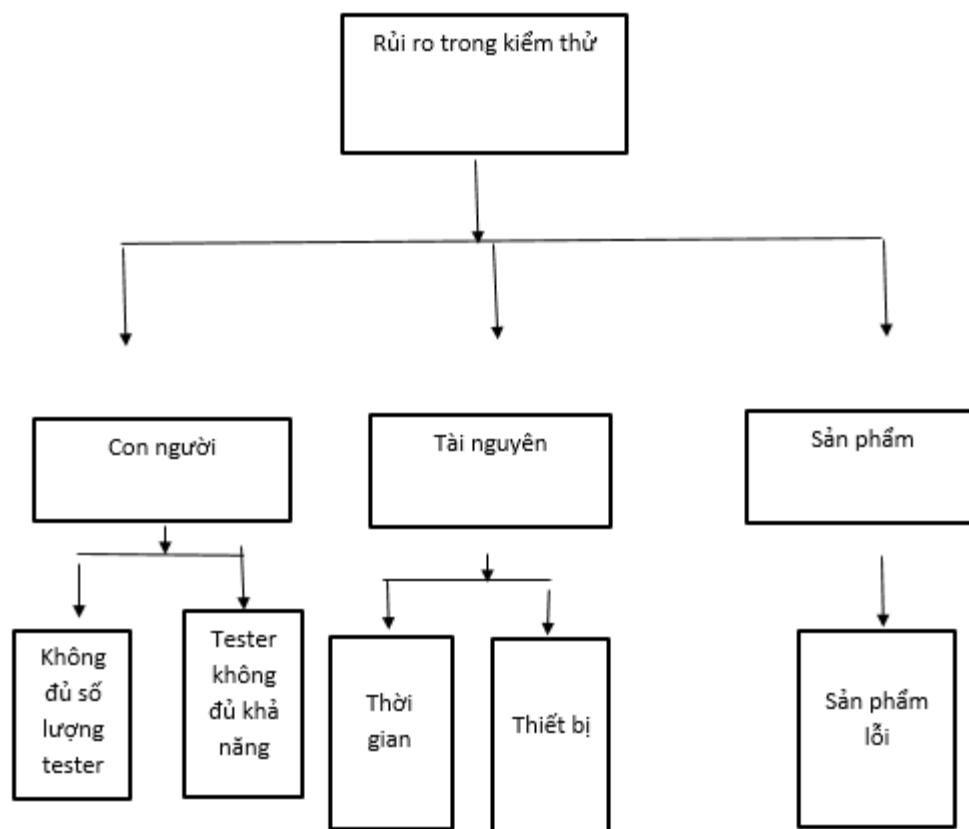 Rủi ro trong kiểm thử
Con người
Tài nguyên
Sản phẩm
Không
đủ số
lượng
tester
Tester
không
đủ khả
năng
Thời
gian
Thiết bị
Sản phẩm
lỗi